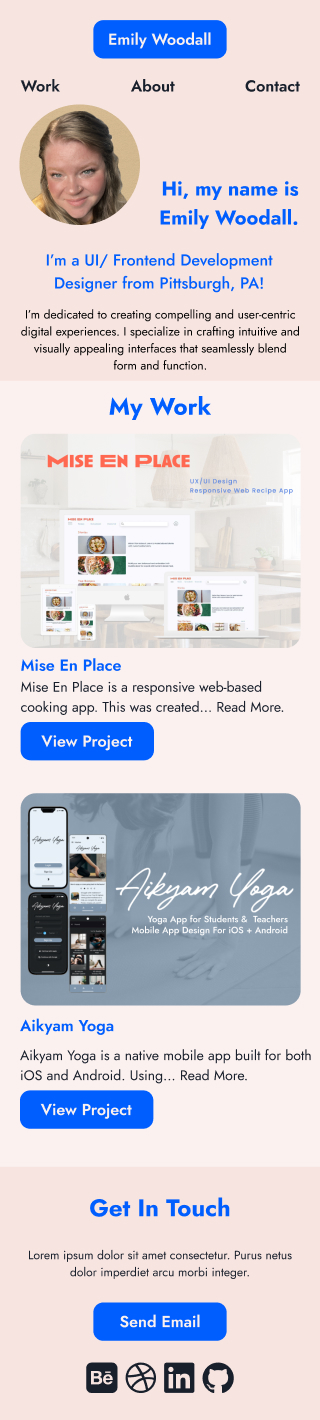 Emily Woodall
Work About Contact
Hi, my name is
Emily Woodall.
I'm a UI/ Frontend Development
Designer from Pittsburgh, PA!
I'm dedicated to creating compelling and user-centric
digital experiences. I specialize in crafting intuitive and
visually appealing interfaces that seamlessly blend
form and function.
My Work
MISE EN PLACE
UX/UI Design
Responsive Web Recipe App
Mise En Place
Mise En Place is a responsive web-based
cooking app. This was created... Read More.
View Project
Aikyam Yoga
Yoga App for Students & Teachers
Mobile App Design For iOS + Android
Aikyam Yoga
Aikyam Yoga is a native mobile app built for both
iOS and Android. Using... Read More.
View Project
Get In Touch
Lorem ipsum dolor sit amet consectetur. Purus netus
dolor imperdiet arcu morbi integer.
Send Email
Bē
in